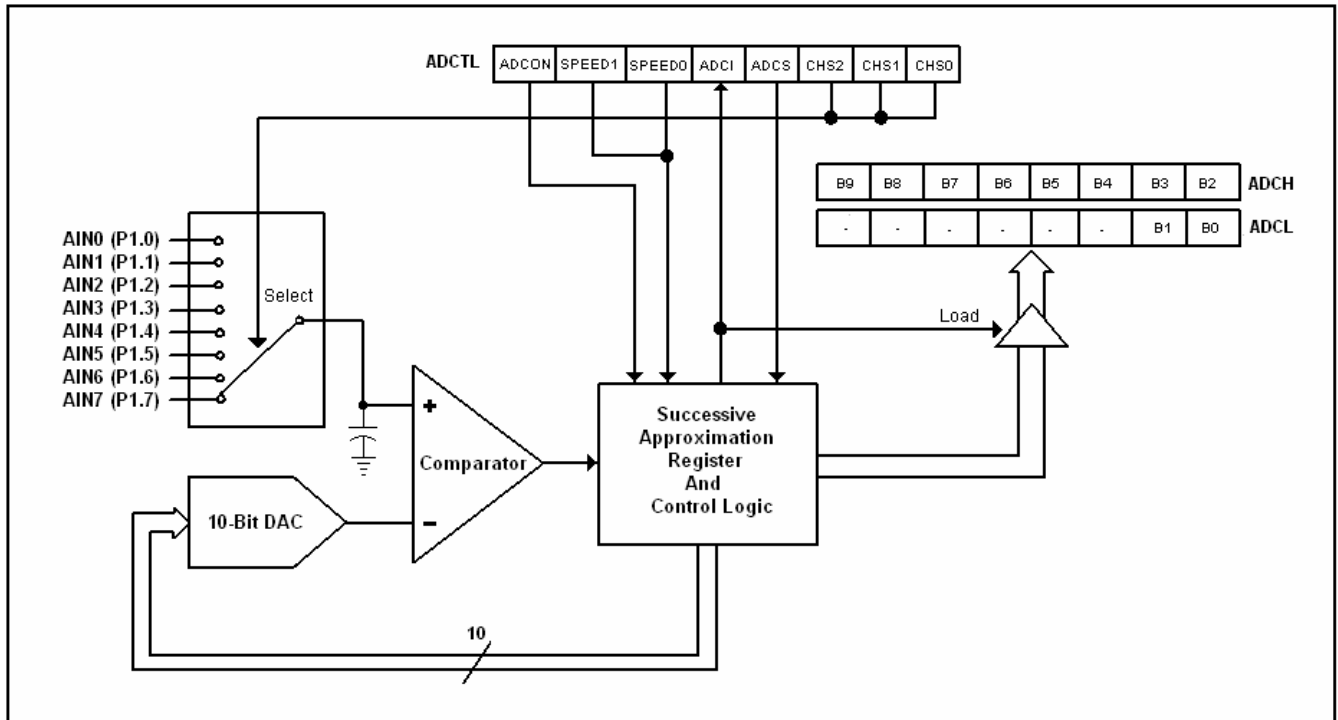 ADCTL ADCON SPEED1 SPEED0 ADCI ADCS CHS2 CHS1 CHS0
B9 B8 B7 B6 B5 B4 B3 B2 ADCH
- - - - - - B1 B0 ADCL
AIN0 (P1.0)
AIN1 (P1.1)
AIN2 (P1.2)
AIN3 (P1.3)
AIN4 (P1.4)
AIN5 (P1.5)
AIN6 (P1.6)
AIN7 (P1.7)
Select
Load
+
Comparator
-
Successive
Approximation
Register
And
Control Logic
10-Bit DAC
10